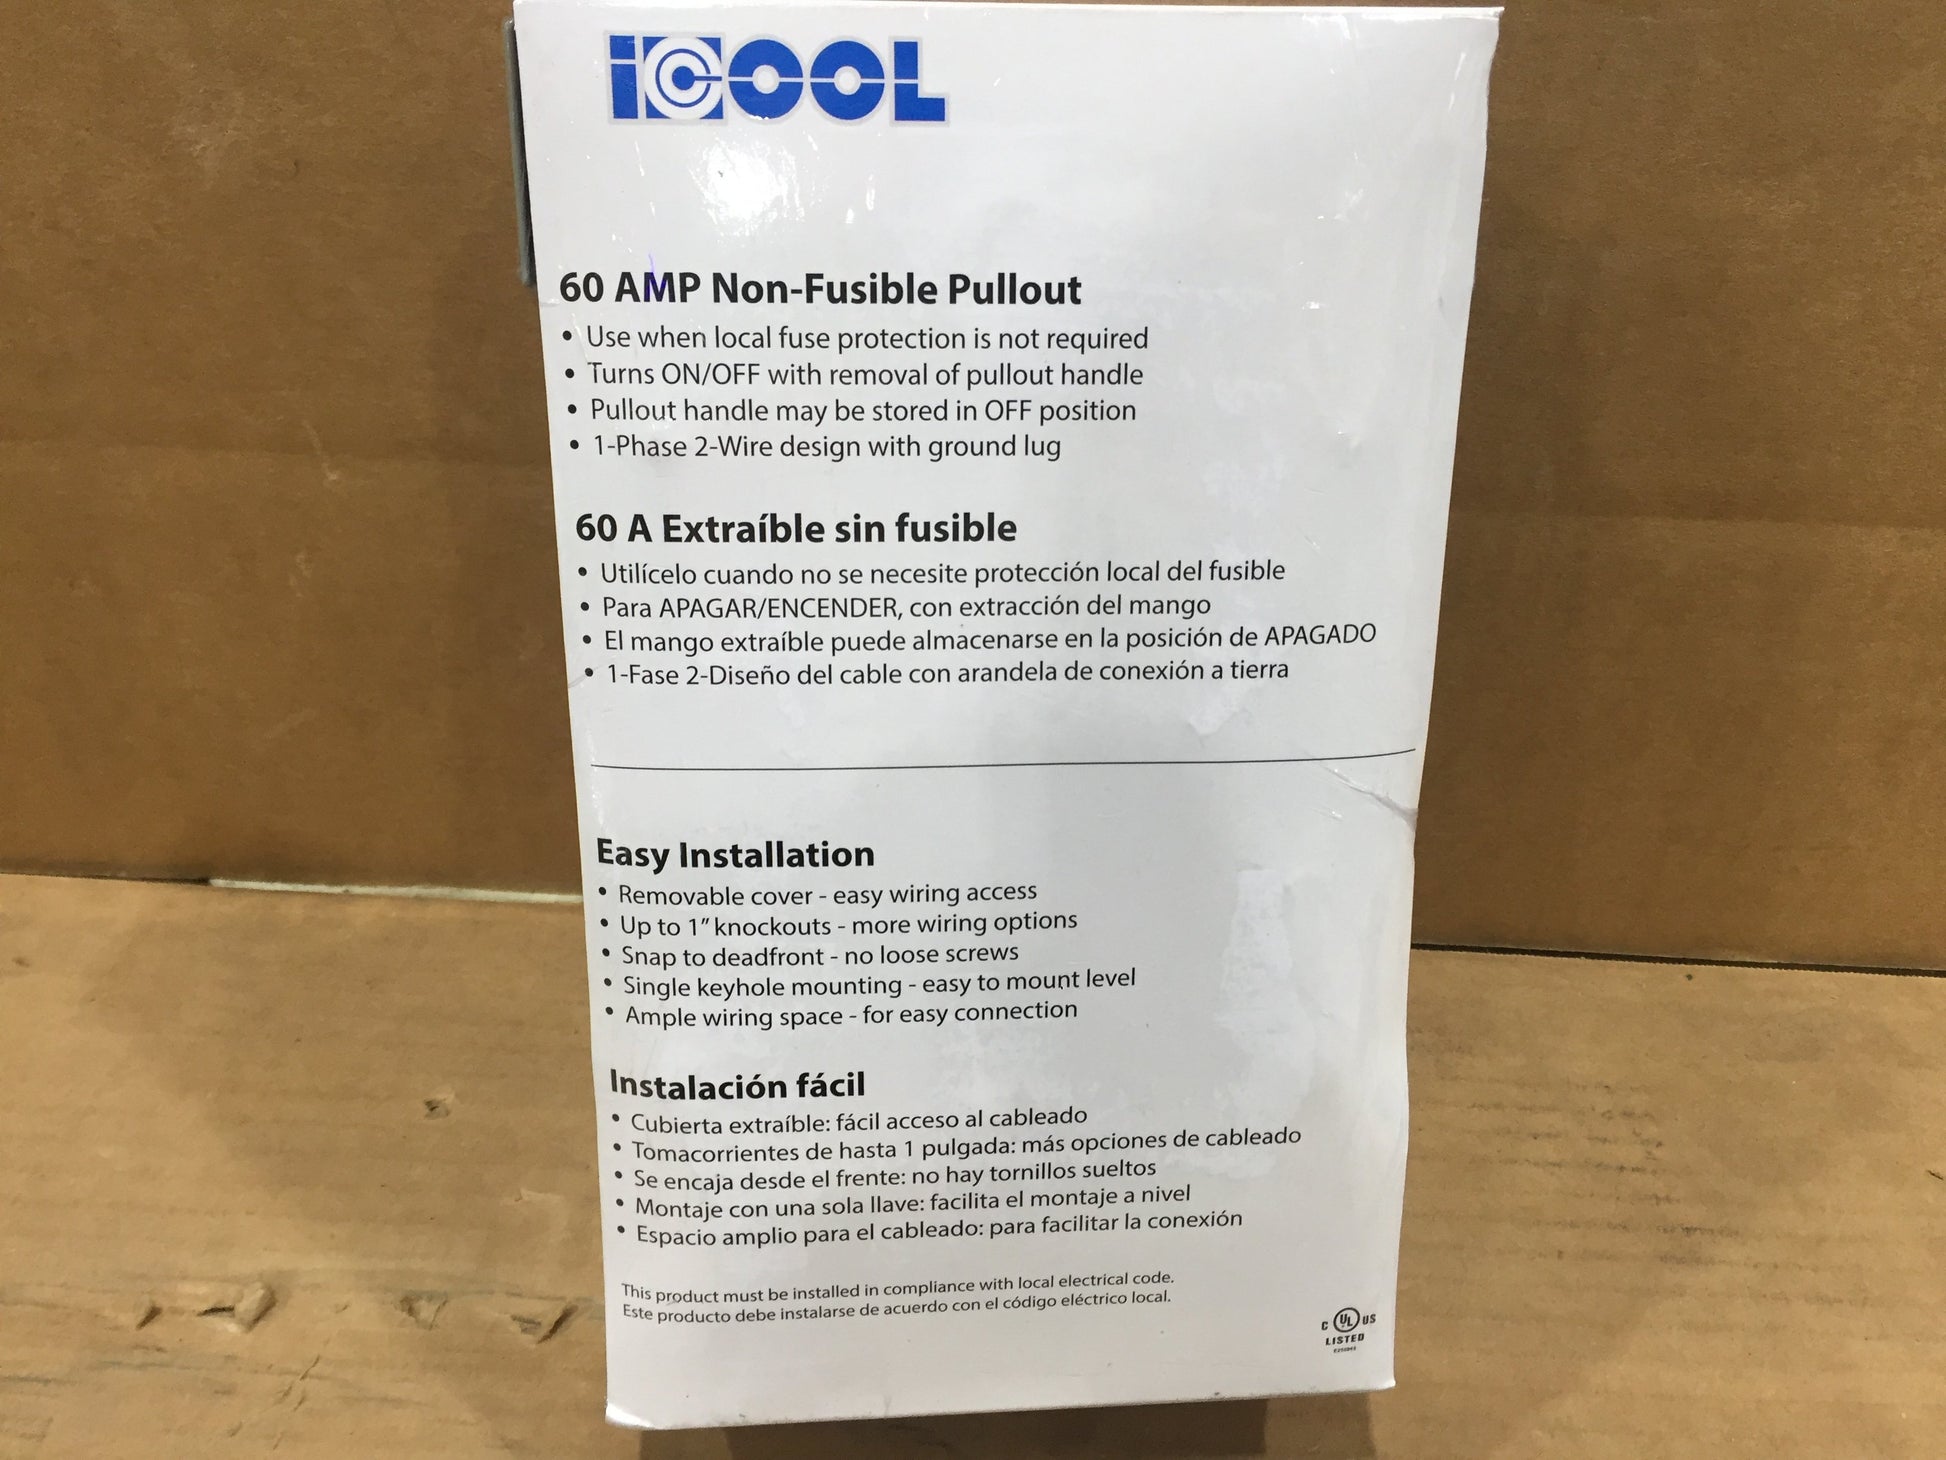 iCOOL
60 AMP Non-Fusible Pullout
• Use when local fuse protection is not required
• Turns ON/OFF with removal of pullout handle
• Pullout handle may be stored in OFF position
• 1-Phase 2-Wire design with ground lug
60 A Extraíble sin fusible
• Utilícelo cuando no se necesite protección local del fusible
• Para APAGAR/ENCENDER, con extracción del mango
• El mango extraíble puede almacenarse en la posición de APAGADO
• 1-Fase 2-Diseño del cable con arandela de conexión a tierra
Easy Installation
• Removable cover - easy wiring access
• Up to 1” knockouts - more wiring options
• Snap to deadfront - no loose screws
• Single keyhole mounting - easy to mount level
• Ample wiring space - for easy connection
Instalación fácil
• Cubierta extraíble: fácil acceso al cableado
• Tomacorrientes de hasta 1 pulgada: más opciones de cableado
• Se encaja desde el frente: no hay tornillos sueltos
• Montaje con una sola llave: facilita el montaje a nivel
• Espacio amplio para el cableado: para facilitar la conexión
This product must be installed in compliance with local electrical code.
Este producto debe instalarse de acuerdo con el código eléctrico local.
C UL US
LISTED